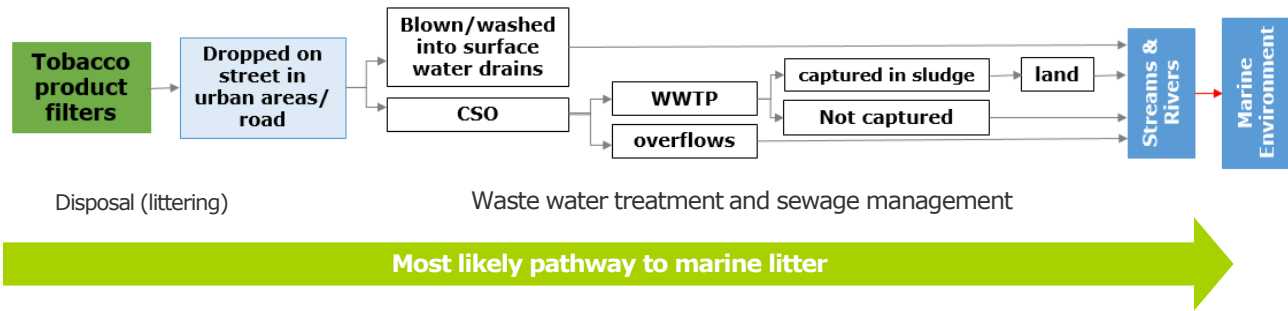 Tobacco
product
filters
Dropped on
street in
urban areas/
road
Blown/washed
into surface
water drains
CSO
WWTP
overflows
captured in sludge
land
Not captured
Streams &
Rivers
Marine
Environment
Disposal (littering)
Waste water treatment and sewage management
Most likely pathway to marine litter